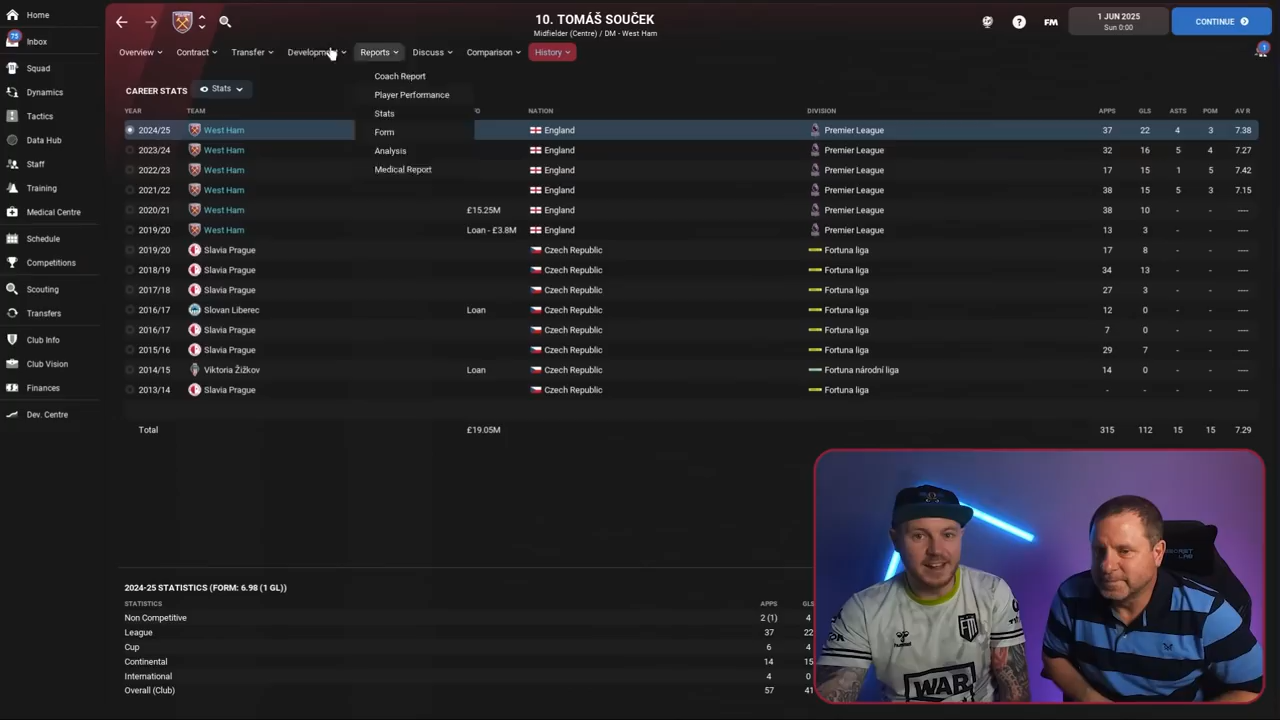 Home
10. TOMÁŠ SOUČEK
Midfielder (Centre) / DM - West Ham
FM
1 JUN 2025
Sun 0:00
CONTINUE
75
Inbox
1
Squad
Dynamics
Tactics
Data Hub
Staff
Training
Medical Centre
Schedule
Competitions
Scouting
Transfers
Club Info
Club Vision
Finances
Dev. Centre
Overview Contract Transfer Development Reports Discuss Comparison History
Coach Report
Player Performance
Stats
Form
Analysis
Medical Report
CAREER STATS Stats
YEAR TEAM NATION DIVISION APPS GLS ASTS POM AV R
2024/25 West Ham England Premier League 37 22 4 3 7.38
2023/24 West Ham England Premier League 32 16 5 4 7.27
2022/23 West Ham England Premier League 17 15 1 5 7.42
2021/22 West Ham England Premier League 38 15 5 3 7.15
2020/21 West Ham £15.25M England Premier League 38 10 - - ----
2019/20 West Ham Loan - £3.8M England Premier League 13 3 - - ----
2019/20 Slavia Prague Czech Republic Fortuna liga 17 8 - - ----
2018/19 Slavia Prague Czech Republic Fortuna liga 34 13 - - ----
2017/18 Slavia Prague Czech Republic Fortuna liga 27 3 - - ----
2016/17 Slovan Liberec Loan Czech Republic Fortuna liga 12 0 - - ----
2016/17 Slavia Prague Czech Republic Fortuna liga 7 0 - - ----
2015/16 Slavia Prague Czech Republic Fortuna liga 29 7 - - ----
2014/15 Viktoria Žižkov Loan Czech Republic Fortuna národní liga 14 0 - - ----
2013/14 Slavia Prague Czech Republic Fortuna liga - - - - ----
Total £19.05M 315 112 15 15 7.29
2024-25 STATISTICS (FORM: 6.98 (1 GL))
STATISTICS APPS GLS
Non Competitive 2 (1) 4
League 37 22
Cup 6 4
Continental 14 15
International 4 0
Overall (Club) 57 41
FM
WAB